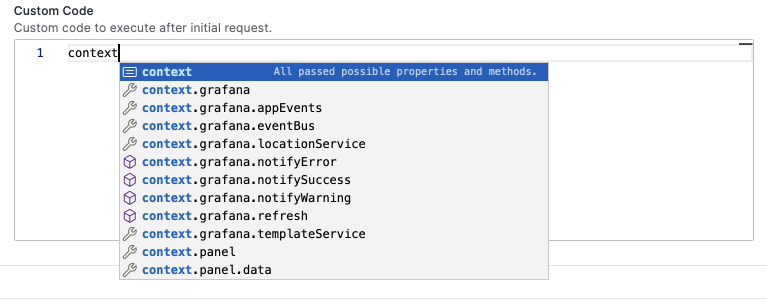 Custom Code
Custom code to execute after initial request.
1 context
context All passed possible properties and methods.
context.grafana
context.grafana.appEvents
context.grafana.eventBus
context.grafana.locationService
context.grafana.notifyError
context.grafana.notifySuccess
context.grafana.notifyWarning
context.grafana.refresh
context.grafana.templateService
context.panel
context.panel.data